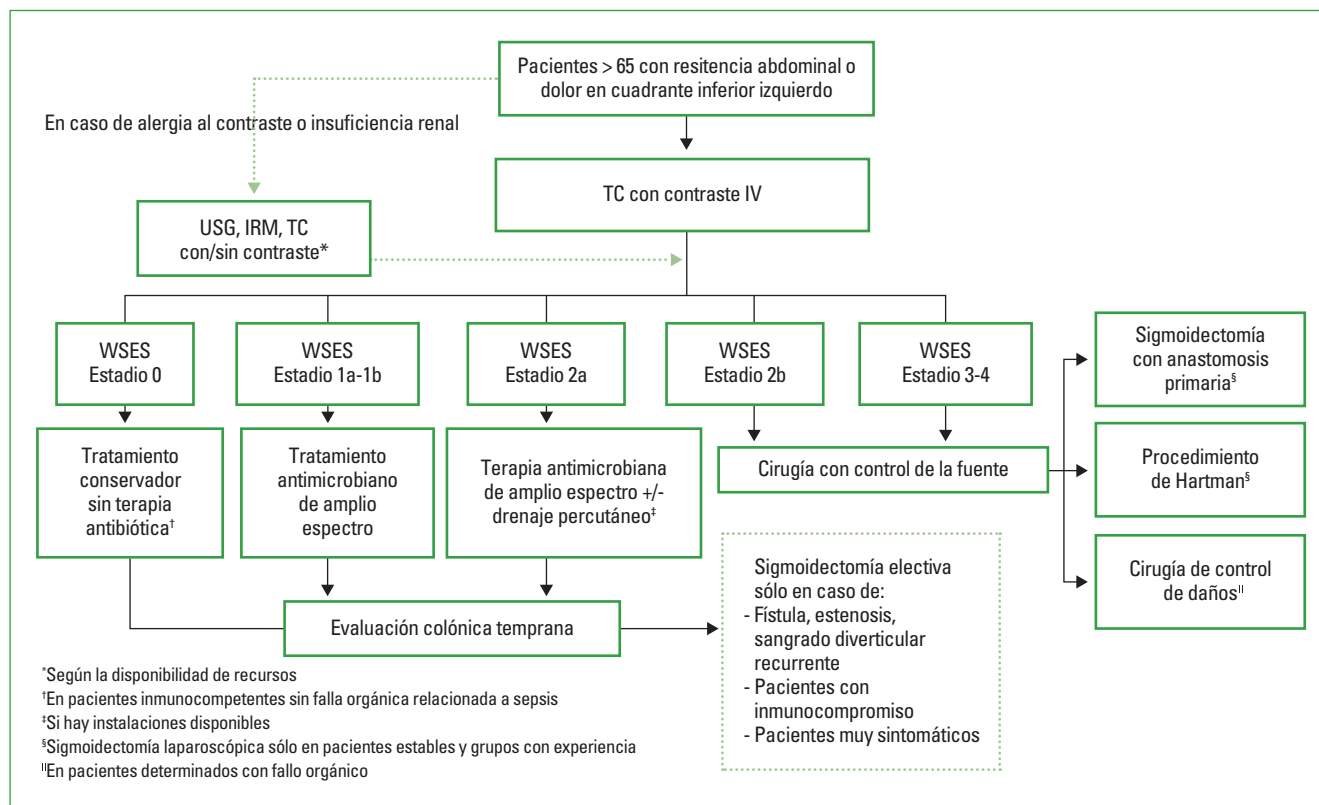 Pacientes > 65 con resitencia abdominal o
dolor en cuadrante inferior izquierdo
En caso de alergia al contraste o insuficiencia renal
TC con contraste IV
USG, IRM, TC
con/sin contraste*
WSES
Estadio 0
WSES
Estadio 1a-1b
WSES
Estadio 2a
WSES
Estadio 2b
WSES
Estadio 3-4
Sigmoidectomía
con anastomosis
primaria§
Tratamiento
conservador
sin terapia
antibiótica†
Tratamiento
antimicrobiano
de amplio
espectro
Terapia antimicrobiana
de amplio espectro +/-
drenaje percutáneo‡
Cirugía con control de la fuente
Procedimiento
de Hartman§
Cirugía de control
de daños||
Evaluación colónica temprana
Sigmoidectomía electiva
sólo en caso de:
- Fístula, estenosis,
sangrado diverticular
recurrente
- Pacientes con
inmunocompromiso
- Pacientes muy sintomáticos
*Según la disponibilidad de recursos
†En pacientes inmunocompetentes sin falla orgánica relacionada a sepsis
‡Si hay instalaciones disponibles
§Sigmoidectomía laparoscópica sólo en pacientes estables y grupos con experiencia
||En pacientes determinados con fallo orgánico